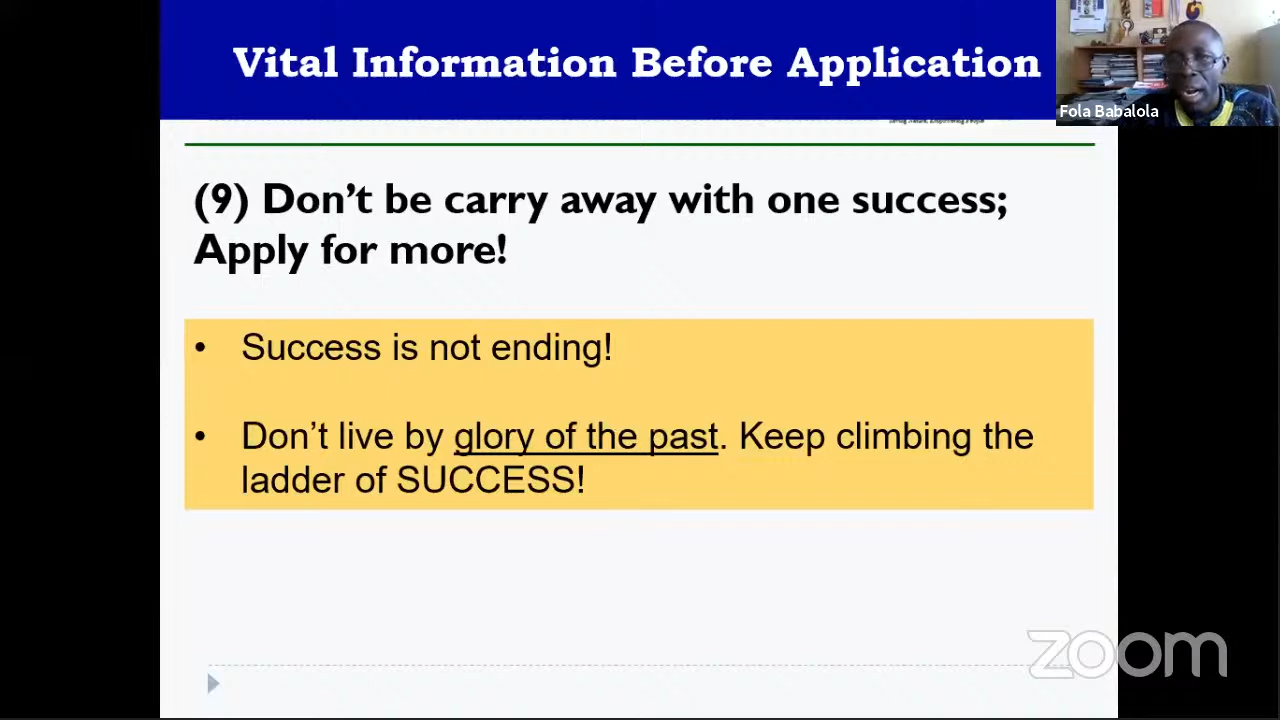 Vital Information Before Application
Fola Babalola
(9) Don't be carry away with one success;
Apply for more!
• Success is not ending!
• Don't live by glory of the past. Keep climbing the
ladder of SUCCESS!
zoom